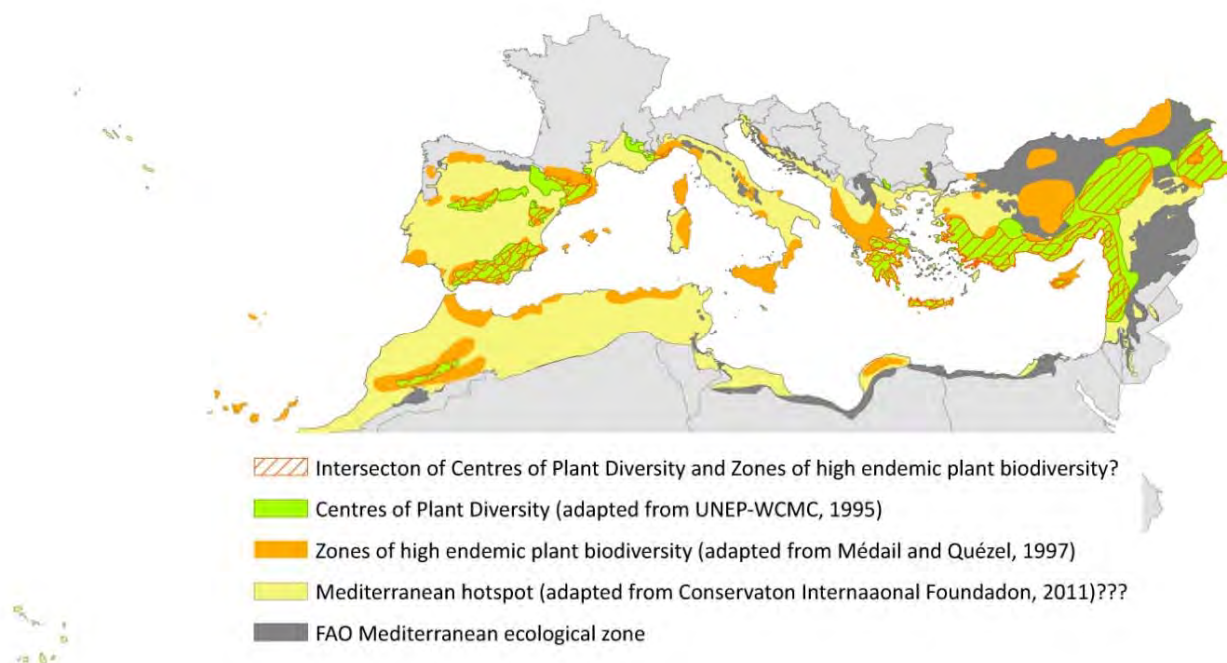 Intersecton of Centres of Plant Diversity and Zones of high endemic plant biodiversity?
Centres of Plant Diversity (adapted from UNEP-WCMC, 1995)
Zones of high endemic plant biodiversity (adapted from Médail and Quézel, 1997)
Mediterranean hotspot (adapted from Conservaton Internaaonal Foundadon, 2011)???
FAO Mediterranean ecological zone